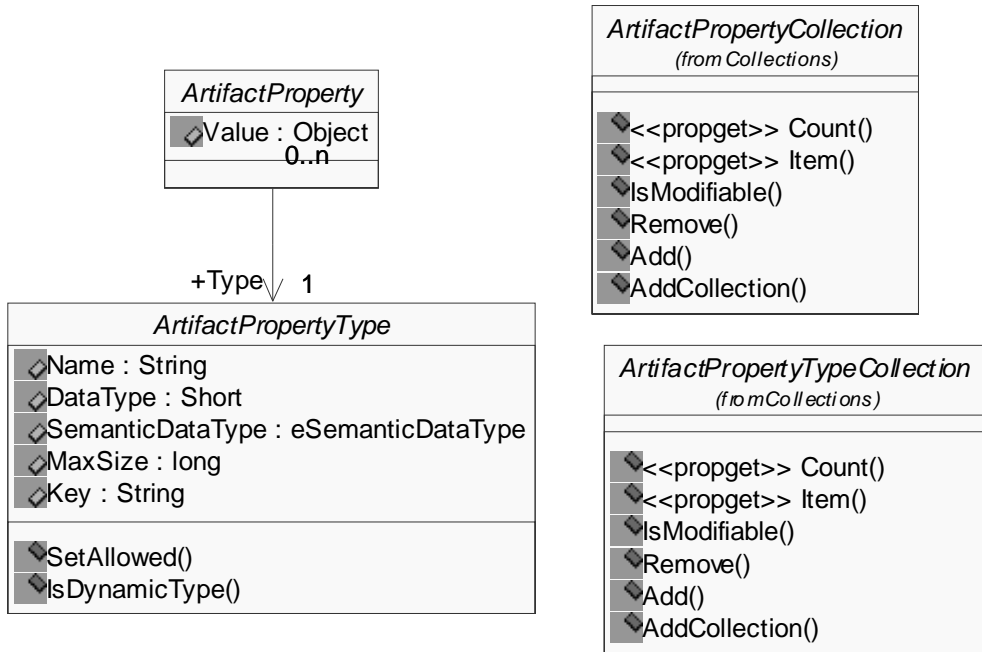 ArtifactProperty
Value : Object
0..n
+Type
1
ArtifactPropertyType
Name : String
DataType : Short
SemanticDataType : eSemanticDataType
MaxSize : long
Key : String
SetAllowed()
IsDynamicType()
ArtifactPropertyCollection
(from Collections)
<<propget>> Count()
<<propget>> Item()
IsModifiable()
Remove()
Add()
AddCollection()
ArtifactPropertyTypeCollection
(from Collections)
<<propget>> Count()
<<propget>> Item()
IsModifiable()
Remove()
Add()
AddCollection()